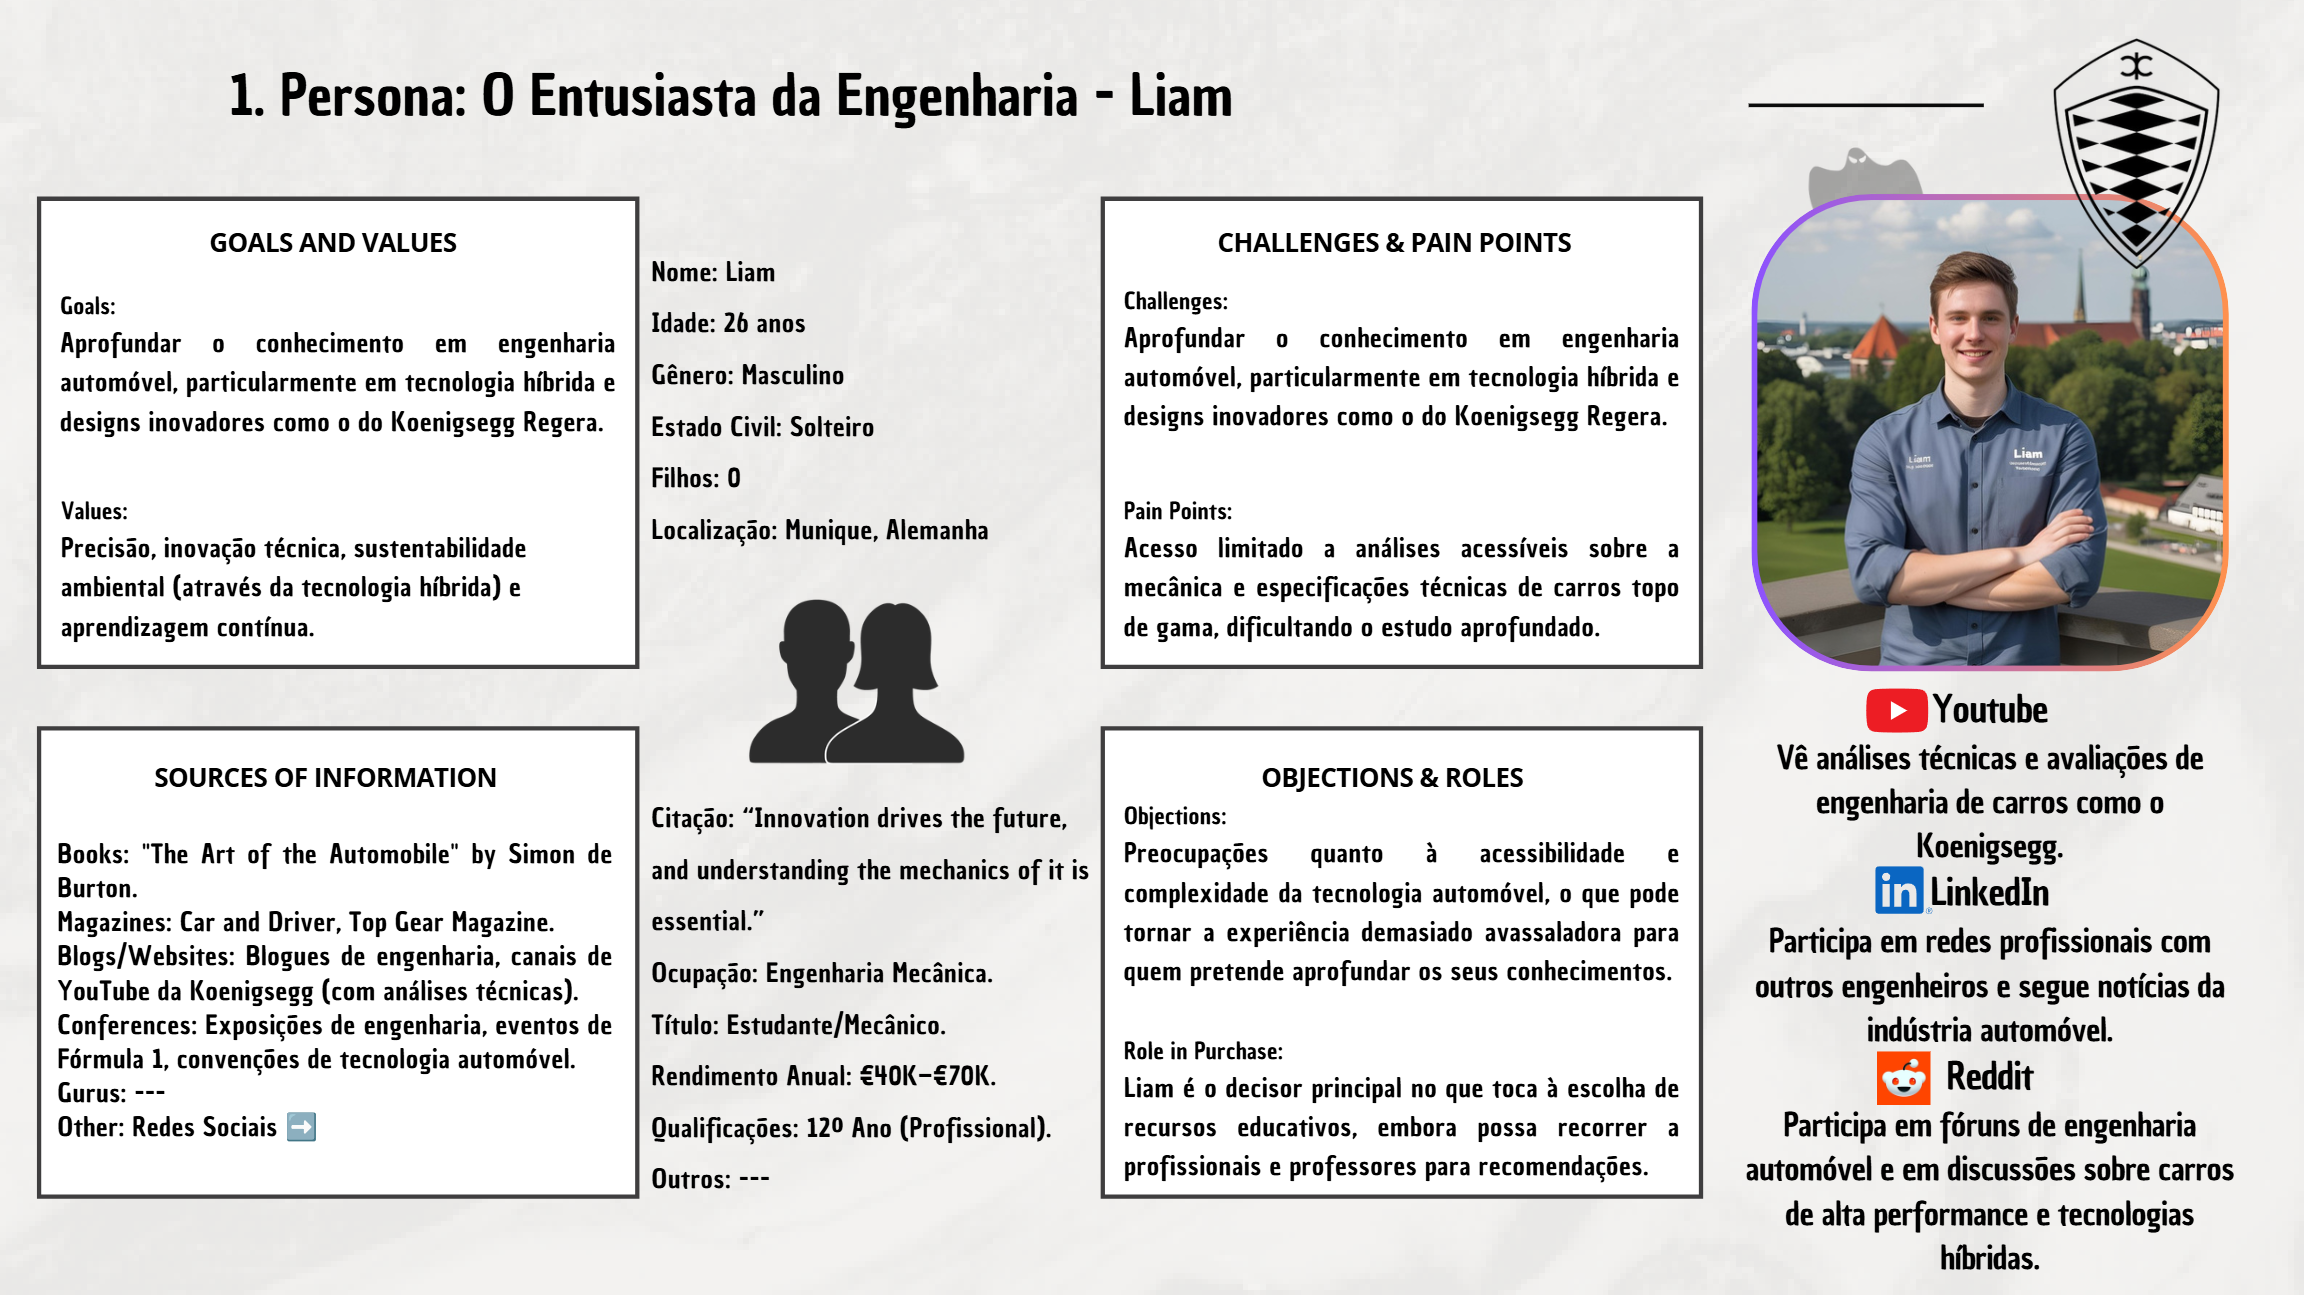 1. Persona: O Entusiasta da Engenharia - Liam
GOALS AND VALUES
Goals:
Aprofundar o conhecimento em engenharia
automóvel, particularmente em tecnologia híbrida e
designs inovadores como o do Koenigsegg Regera.
Values:
Precisão, inovação técnica, sustentabilidade
ambiental (através da tecnologia híbrida) e
aprendizagem contínua.
Nome: Liam
Idade: 26 anos
Gênero: Masculino
Estado Civil: Solteiro
Filhos: 0
Localização: Munique, Alemanha
CHALLENGES & PAIN POINTS
Challenges:
Aprofundar o conhecimento em engenharia
automóvel, particularmente em tecnologia híbrida e
designs inovadores como o do Koenigsegg Regera.
Pain Points:
Acesso limitado a análises acessíveis sobre a
mecânica e especificações técnicas de carros topo
de gama, dificultando o estudo aprofundado.
Liam
Liam
SOURCES OF INFORMATION
Books: "The Art of the Automobile" by Simon de
Burton.
Magazines: Car and Driver, Top Gear Magazine.
Blogs/Websites: Blogues de engenharia, canais de
YouTube da Koenigsegg (com análises técnicas).
Conferences: Exposições de engenharia, eventos de
Fórmula 1, convenções de tecnologia automóvel.
Gurus: ---
Other: Redes Sociais ➡️
Citação: “Innovation drives the future,
and understanding the mechanics of it is
essential.”
Ocupação: Engenharia Mecânica.
Título: Estudante/Mecânico.
Rendimento Anual: €40K–€70K.
Qualificações: 12º Ano (Profissional).
Outros: ---
OBJECTIONS & ROLES
Objections:
Preocupações quanto à acessibilidade e
complexidade da tecnologia automóvel, o que pode
tornar a experiência demasiado avassaladora para
quem pretende aprofundar os seus conhecimentos.
Role in Purchase:
Liam é o decisor principal no que toca à escolha de
recursos educativos, embora possa recorrer a
profissionais e professores para recomendações.
Youtube
Vê análises técnicas e avaliações de
engenharia de carros como o
Koenigsegg.
in LinkedIn
Participa em redes profissionais com
outros engenheiros e segue notícias da
indústria automóvel.
Reddit
Participa em fóruns de engenharia
automóvel e em discussões sobre carros
de alta performance e tecnologias
híbridas.